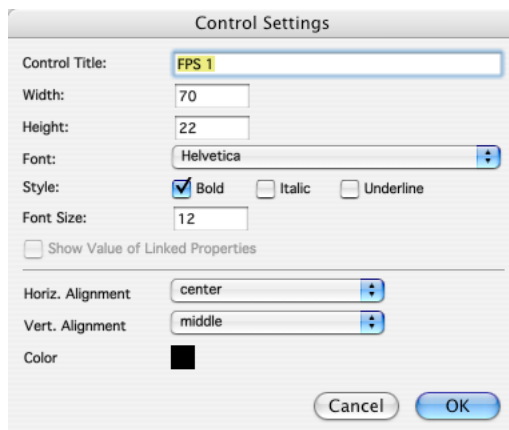 Control Settings
Control Title: FPS 1
Width: 70
Height: 22
Font: Helvetica
Style: Bold Italic Underline
Font Size: 12
Show Value of Linked Properties
Horiz. Alignment center
Vert. Alignment middle
Color
Cancel OK